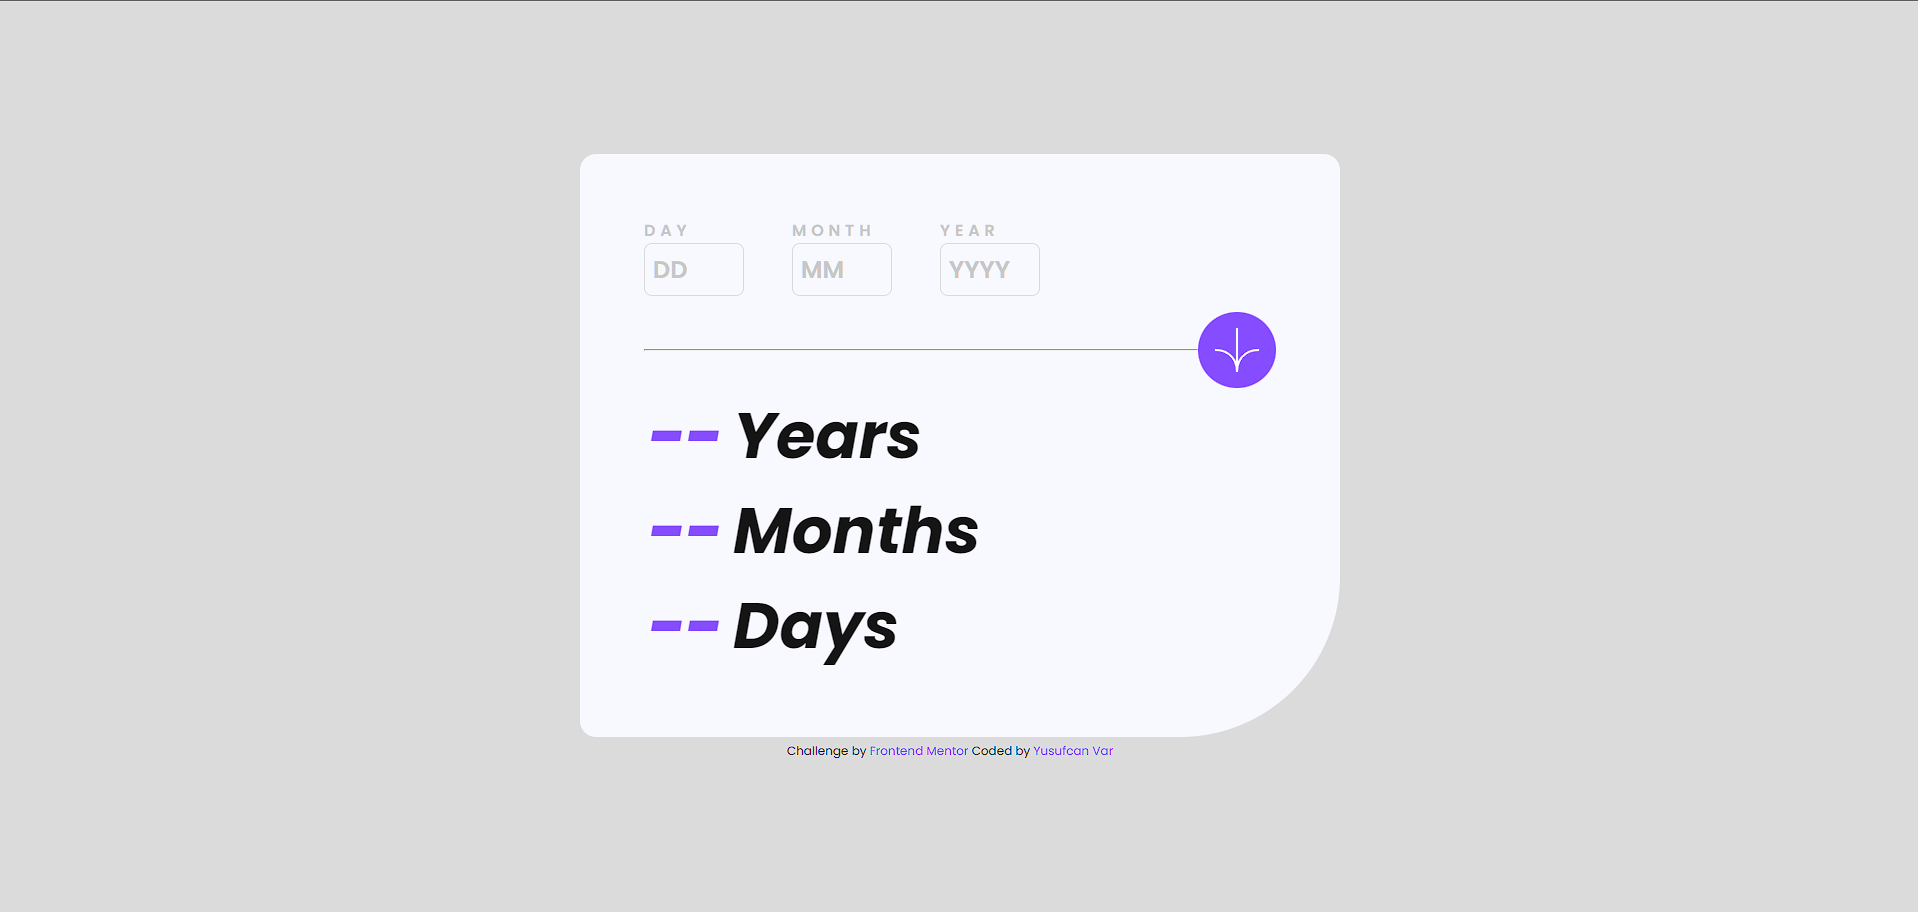 DAY MONTH YEAR
DD MM YYYY
-- Years
-- Months
-- Days
Challenge by Frontend Mentor Coded by Yusufcan Var